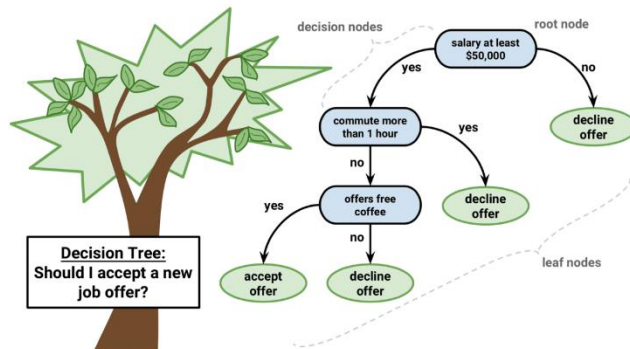 decision nodes
root node
salary at least
$50,000
yes
no
commute more
than 1 hour
yes
decline
offer
no
offers free
coffee
decline
offer
yes
no
Decision Tree:
Should I accept a new
job offer?
accept
offer
decline
offer
leaf nodes